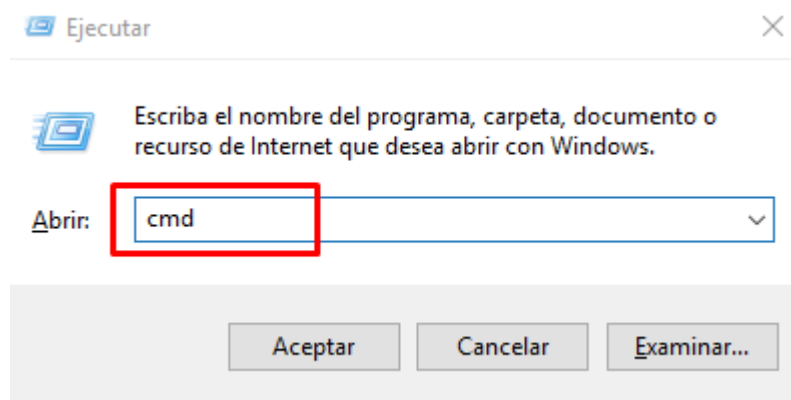 Ejecutar
Escriba el nombre del programa, carpeta, documento o
recurso de Internet que desea abrir con Windows.
Abrir: cmd
Aceptar Cancelar Examinar...